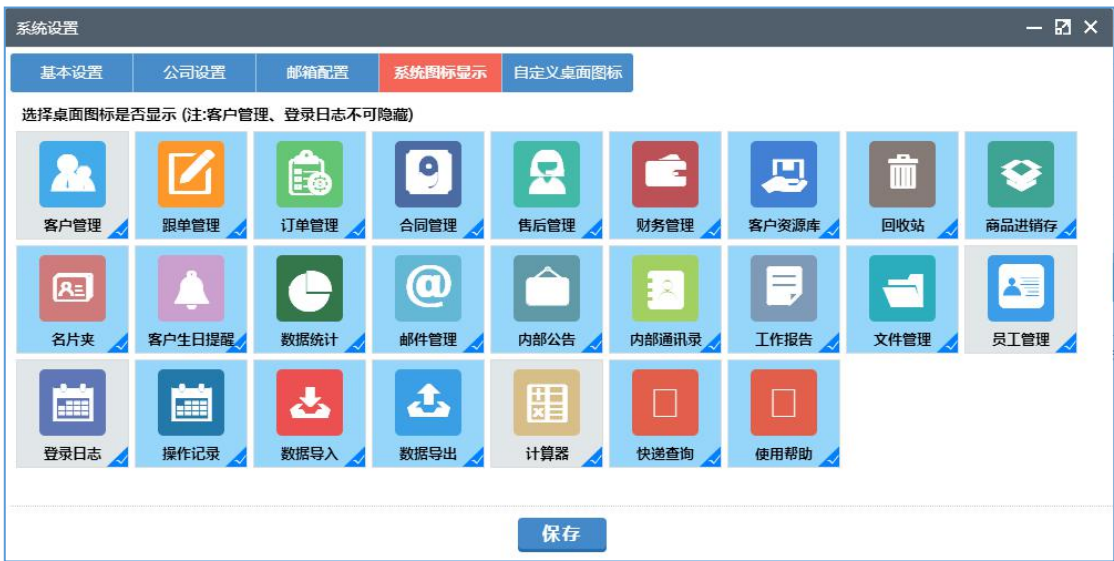 系统设置
基本设置 公司设置 邮箱配置 系统图标显示 自定义桌面图标
选择桌面图标是否显示 (注:客户管理、登录日志不可隐藏)
客户管理 跟单管理 订单管理 合同管理 售后管理 财务管理 客户资源库 回收站 商品进销存
名片夹 客户生日提醒 数据统计 邮件管理 内部公告 内部通讯录 工作报告 文件管理 员工管理
登录日志 操作记录 数据导入 数据导出 计算器 快递查询 使用帮助
保存